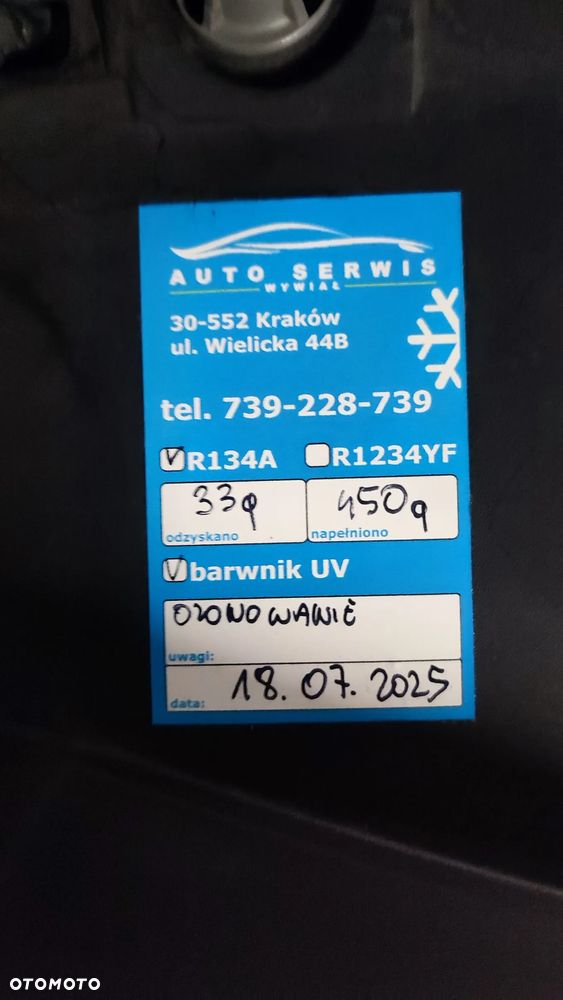 AUTO SERWIS
WYWIAŁ
30-552 Kraków
ul. Wielicka 44B
tel. 739-228-739
R134A R1234YF
33g 450g
odzyskano napełniono
barwnik UV
OZONOWANIE
uwagi:
data: 18.07.2025
OTOMOTO